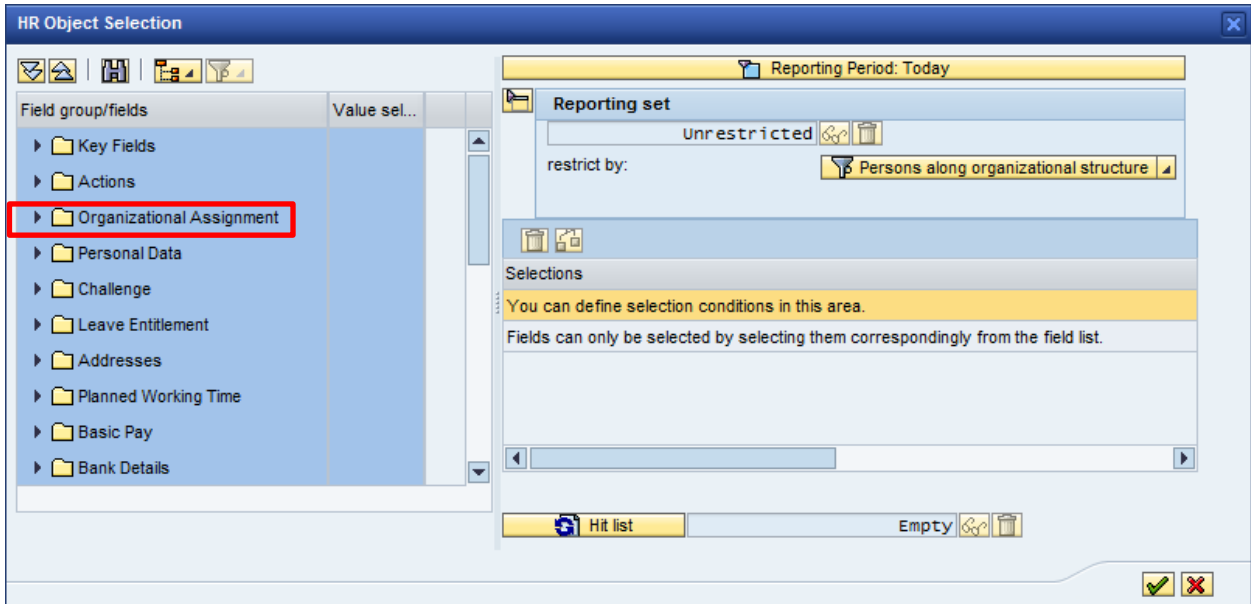 HR Object Selection
Field group/fields
Value sel...
Key Fields
Actions
Organizational Assignment
Personal Data
Challenge
Leave Entitlement
Addresses
Planned Working Time
Basic Pay
Bank Details
Reporting Period: Today
Reporting set
Unrestricted
restrict by:
Persons along organizational structure
Selections
You can define selection conditions in this area.
Fields can only be selected by selecting them correspondingly from the field list.
Hit list
Empty